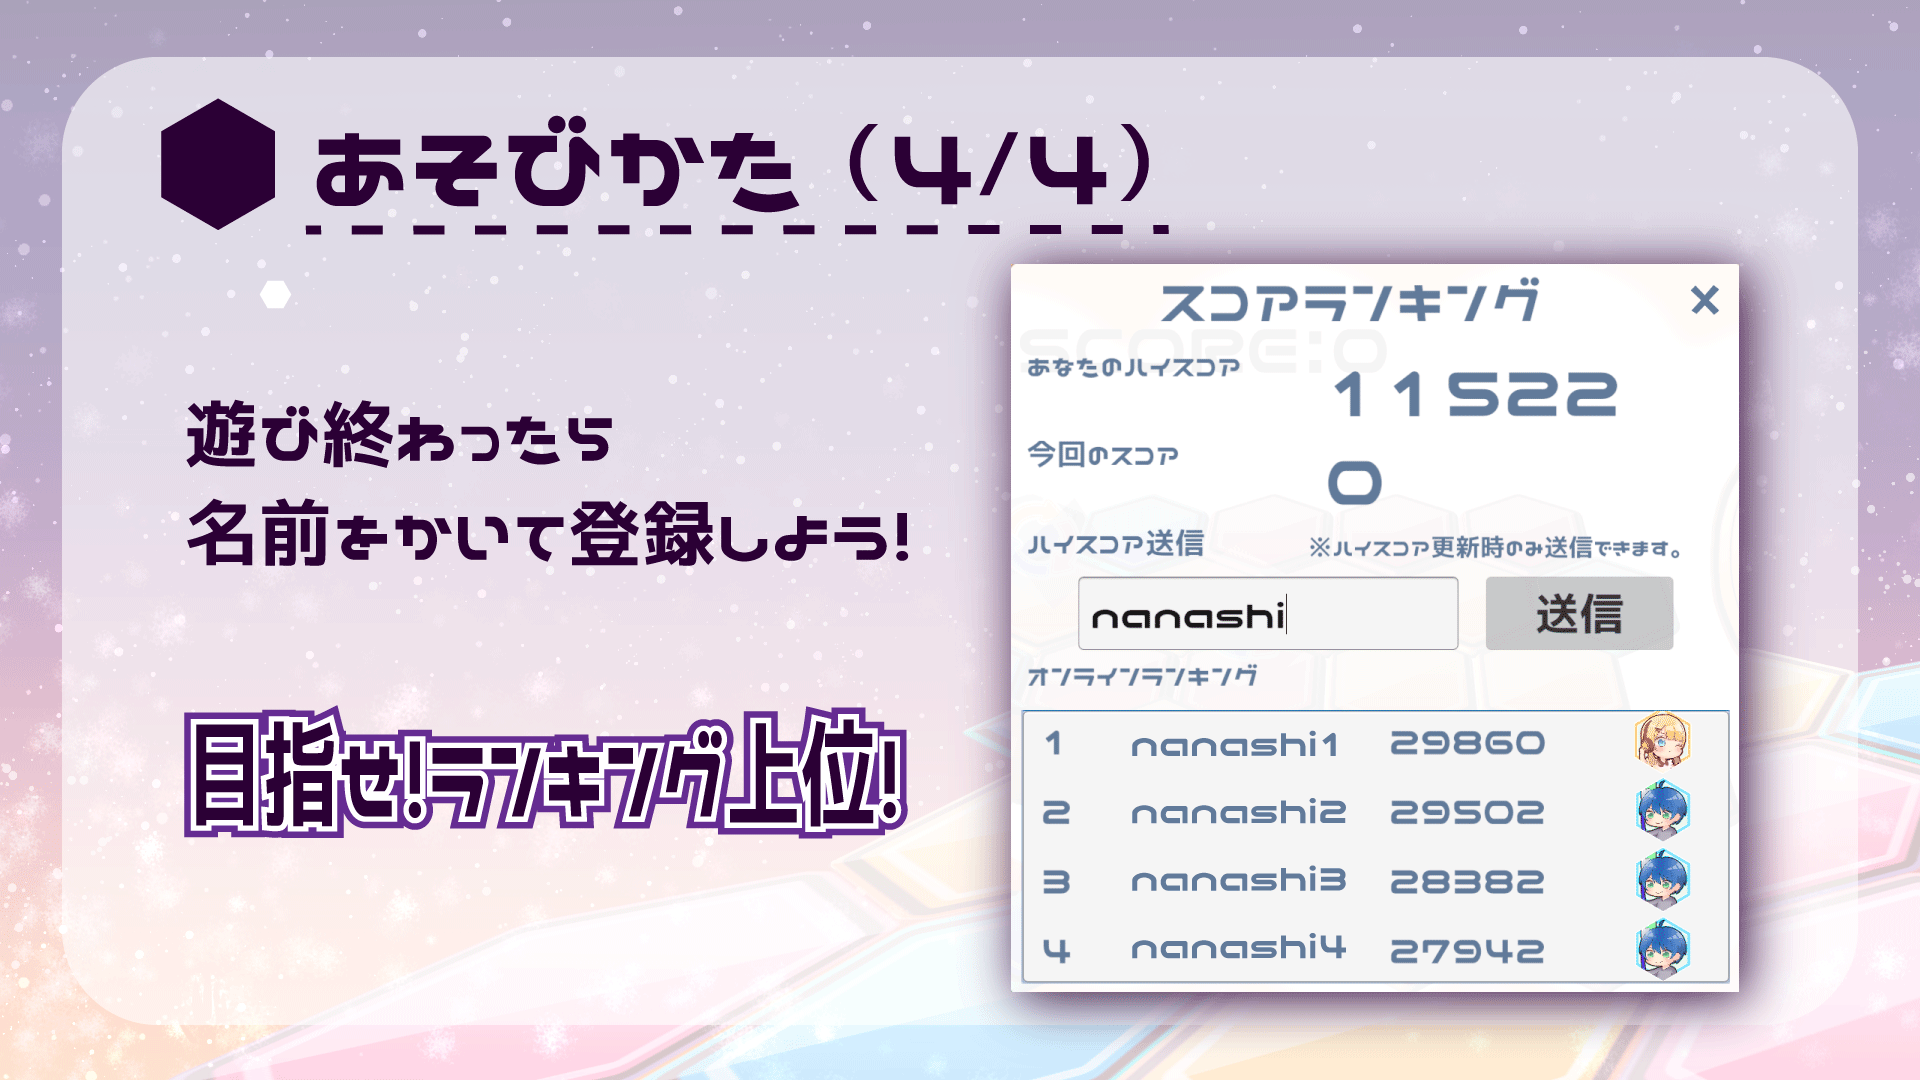 あそびかた（4/4）
遊び終わったら
名前をかいて登録しよう!
目指せ!ランキング上位!
スコアランキング ×
SCORE:0
あなたのハイスコア 11522
今回のスコア 0
ハイスコア送信 ※ハイスコア更新時のみ送信できます。
nanashi 送信
オンラインランキング
1 nanashi1 29860
2 nanashi2 29502
3 nanashi3 28382
4 nanashi4 27942